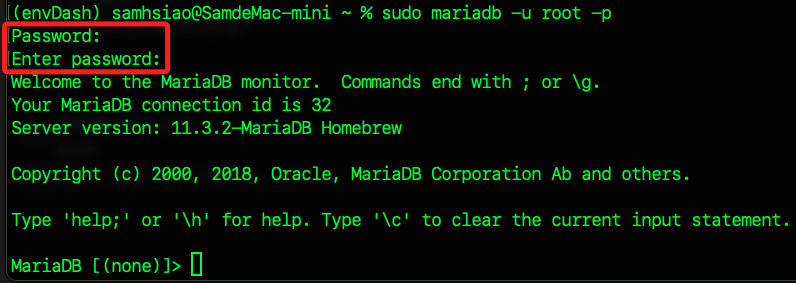 (envDash) samhsiao@SamdeMac-mini ~ % sudo mariadb -u root -p
Password:
Enter password:
Welcome to the MariaDB monitor.  Commands end with ; or \g.
Your MariaDB connection id is 32
Server version: 11.3.2-MariaDB Homebrew
Copyright (c) 2000, 2018, Oracle, MariaDB Corporation Ab and others.
Type 'help;' or '\h' for help. Type '\c' to clear the current input statement.
MariaDB [(none)]>